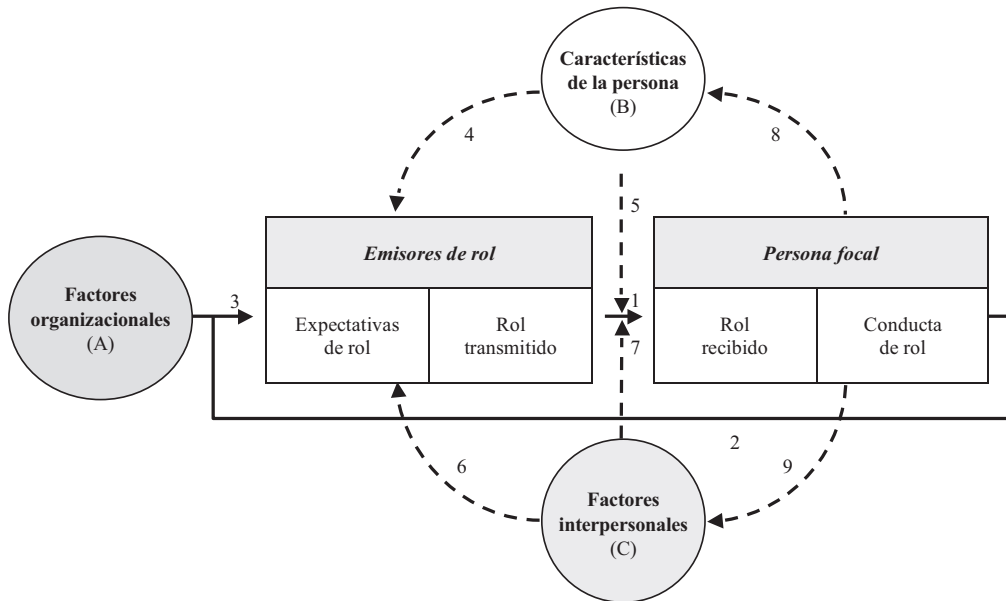 Características
de la persona
(B)
4
8
5
Emisores de rol
Persona focal
Factores
organizacionales
(A)
3
1
Expectativas
de rol
Rol
transmitido
7
Rol
recibido
Conducta
de rol
2
6
9
Factores
interpersonales
(C)